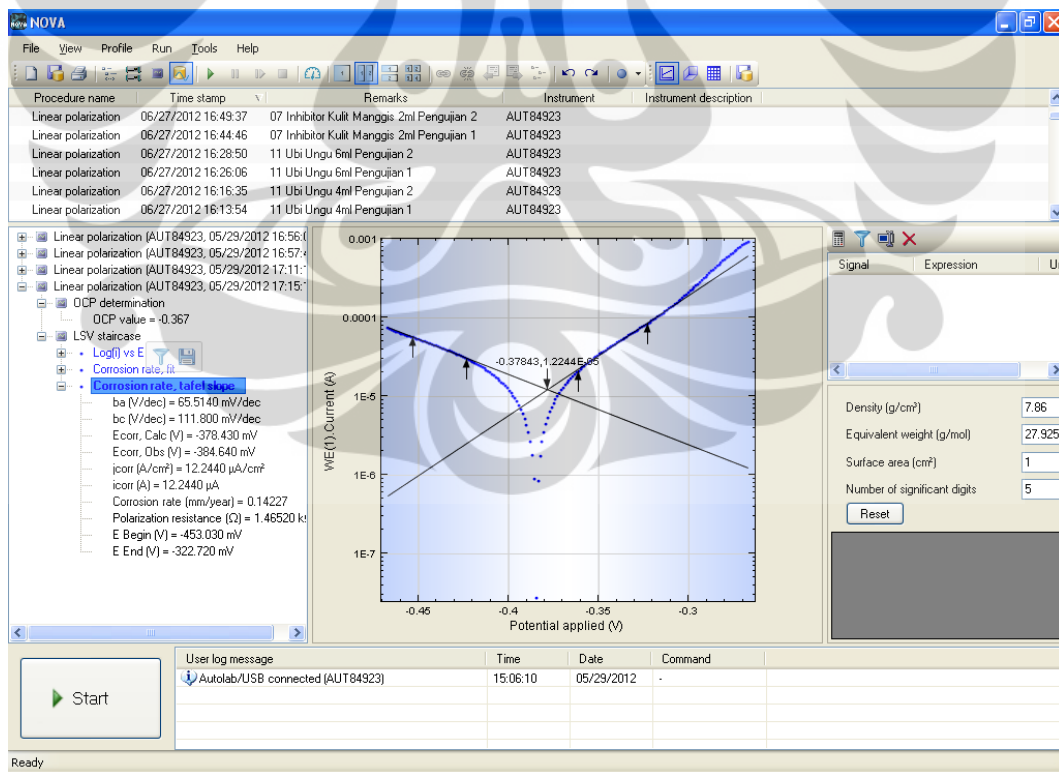 NOVA
File View Profile Run Tools Help
Procedure name Time stamp Remarks Instrument Instrument description
Linear polarization 06/27/2012 16:49:37 07 Inhibitor Kulit Manggis 2ml Pengujian 2 AUT84923
Linear polarization 06/27/2012 16:44:46 07 Inhibitor Kulit Manggis 2ml Pengujian 1 AUT84923
Linear polarization 06/27/2012 16:28:50 11 Ubi Ungu 6ml Pengujian 2 AUT84923
Linear polarization 06/27/2012 16:26:06 11 Ubi Ungu 6ml Pengujian 1 AUT84923
Linear polarization 06/27/2012 16:16:35 11 Ubi Ungu 4ml Pengujian 2 AUT84923
Linear polarization 06/27/2012 16:13:54 11 Ubi Ungu 4ml Pengujian 1 AUT84923
Linear polarization (AUT84923, 05/29/2012 16:56:
Linear polarization (AUT84923, 05/29/2012 16:57:
Linear polarization (AUT84923, 05/29/2012 17:11:
Linear polarization (AUT84923, 05/29/2012 17:15:
OCP determination
OCP value = -0.367
LSV staircase
Log(i) vs E
Corrosion rate, fit
Corrosion rate, tafel slope
ba (V/dec) = 65.5140 mV/dec
bc (V/dec) = 111.800 mV/dec
Ecorr, Calc (V) = -378.430 mV
Ecorr, Obs (V) = -384.640 mV
jcorr (A/cm²) = 12.2440 µA/cm²
icorr (A) = 12.2440 µA
Corrosion rate (mm/year) = 0.14227
Polarization resistance (Ω) = 1.46520 k
E Begin (V) = -453.030 mV
E End (V) = -322.720 mV
0.001
0.0001
1E-5
1E-6
1E-7
WE(1).Current (A)
-0.37843,1.2244E-05
-0.45 -0.4 -0.35 -0.3
Potential applied (V)
Signal Expression U
Density (g/cm³) 7.86
Equivalent weight (g/mol) 27.925
Surface area (cm²) 1
Number of significant digits 5
Reset
Start
User log message Time Date Command
Autolab/USB connected (AUT84923) 15:06:10 05/29/2012 -
Ready